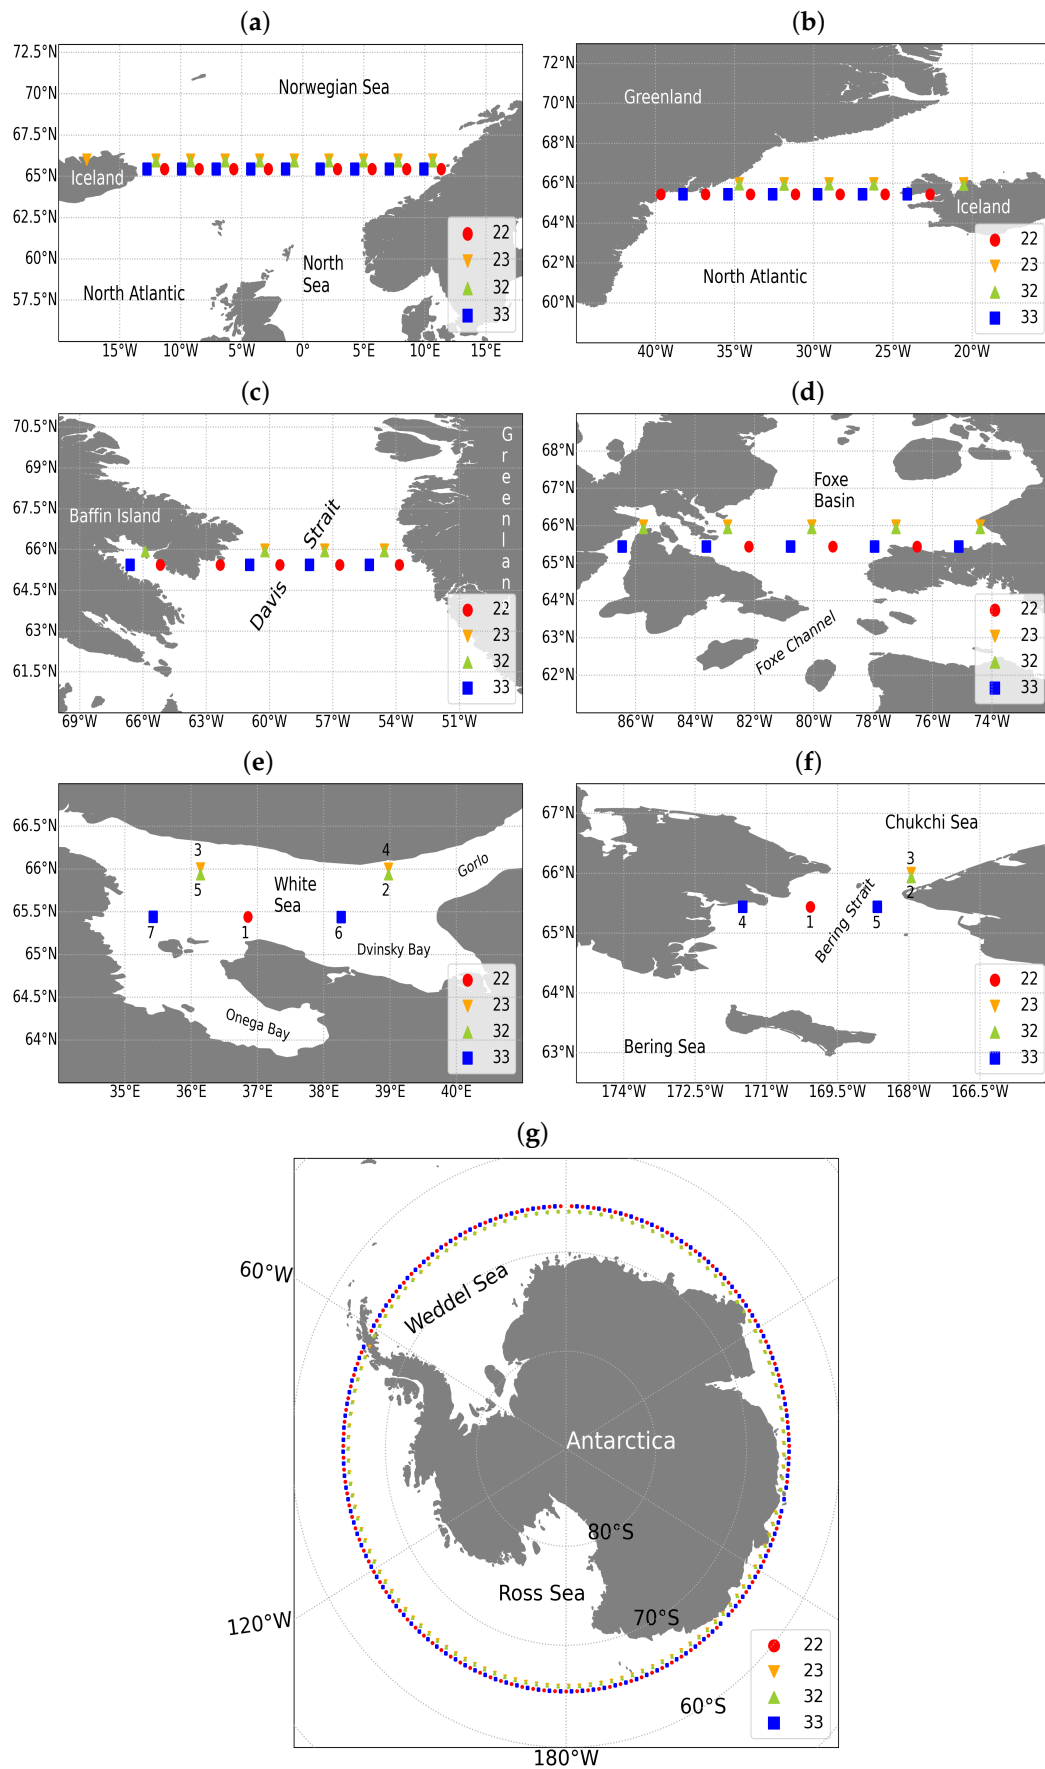 (a)
72.5°N
70°N
67.5°N
65°N
62.5°N
60°N
57.5°N
Norwegian Sea
Iceland
North Atlantic
North
Sea
22
23
32
33
15°W
10°W
5°W
0°
5°E
10°E
15°E
(b)
72°N
70°N
68°N
66°N
64°N
62°N
60°N
Greenland
Iceland
North Atlantic
22
23
32
33
40°W
35°W
30°W
25°W
20°W
(c)
70.5°N
69°N
67.5°N
66°N
64.5°N
63°N
61.5°N
Baffin Island
Davis
Strait
G
r
e
e
n
l
a
n
22
23
32
33
69°W
66°W
63°W
60°W
57°W
54°W
51°W
(d)
68°N
67°N
66°N
65°N
64°N
63°N
62°N
Foxe
Basin
Foxe Channel
22
23
32
33
86°W
84°W
82°W
80°W
78°W
76°W
74°W
(e)
66.5°N
66°N
65.5°N
65°N
64.5°N
64°N
3
5
4
2
White
Sea
Gorlo
7
1
6
Dvinsky Bay
Onega Bay
22
23
32
33
35°E
36°E
37°E
38°E
39°E
40°E
(f)
67°N
66°N
65°N
64°N
63°N
Chukchi Sea
3
2
Bering Strait
4
1
5
Bering Sea
22
23
32
33
174°W
172.5°W
171°W
169.5°W
168°W
166.5°W
(g)
60°W
Weddel Sea
Antarctica
80°S
Ross Sea
70°S
120°W
60°S
22
23
32
33
180°W